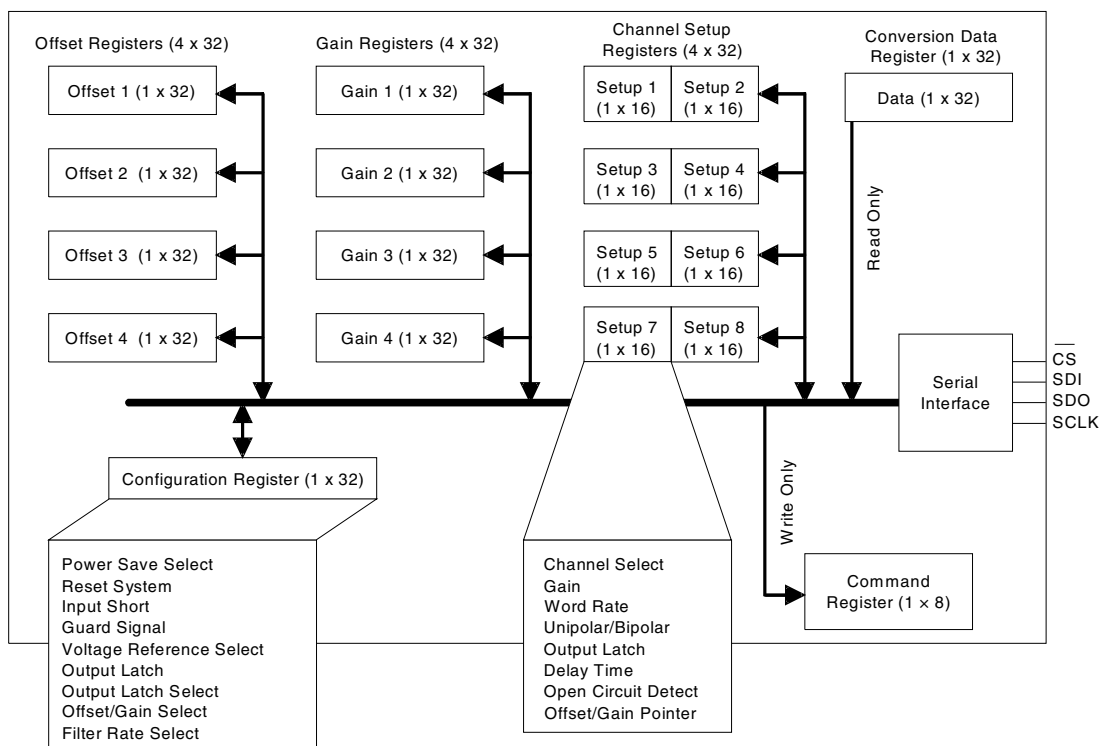 Offset Registers (4 x 32)
Offset 1 (1 x 32)
Offset 2 (1 x 32)
Offset 3 (1 x 32)
Offset 4 (1 x 32)
Gain Registers (4 x 32)
Gain 1 (1 x 32)
Gain 2 (1 x 32)
Gain 3 (1 x 32)
Gain 4 (1 x 32)
Channel Setup
Registers (4 x 32)
Setup 1
(1 x 16)
Setup 2
(1 x 16)
Setup 3
(1 x 16)
Setup 4
(1 x 16)
Setup 5
(1 x 16)
Setup 6
(1 x 16)
Setup 7
(1 x 16)
Setup 8
(1 x 16)
Conversion Data
Register (1 x 32)
Data (1 x 32)
Read Only
Serial
Interface
CS
SDI
SDO
SCLK
Configuration Register (1 x 32)
Power Save Select
Reset System
Input Short
Guard Signal
Voltage Reference Select
Output Latch
Output Latch Select
Offset/Gain Select
Filter Rate Select
Channel Select
Gain
Word Rate
Unipolar/Bipolar
Output Latch
Delay Time
Open Circuit Detect
Offset/Gain Pointer
Write Only
Command
Register (1 × 8)